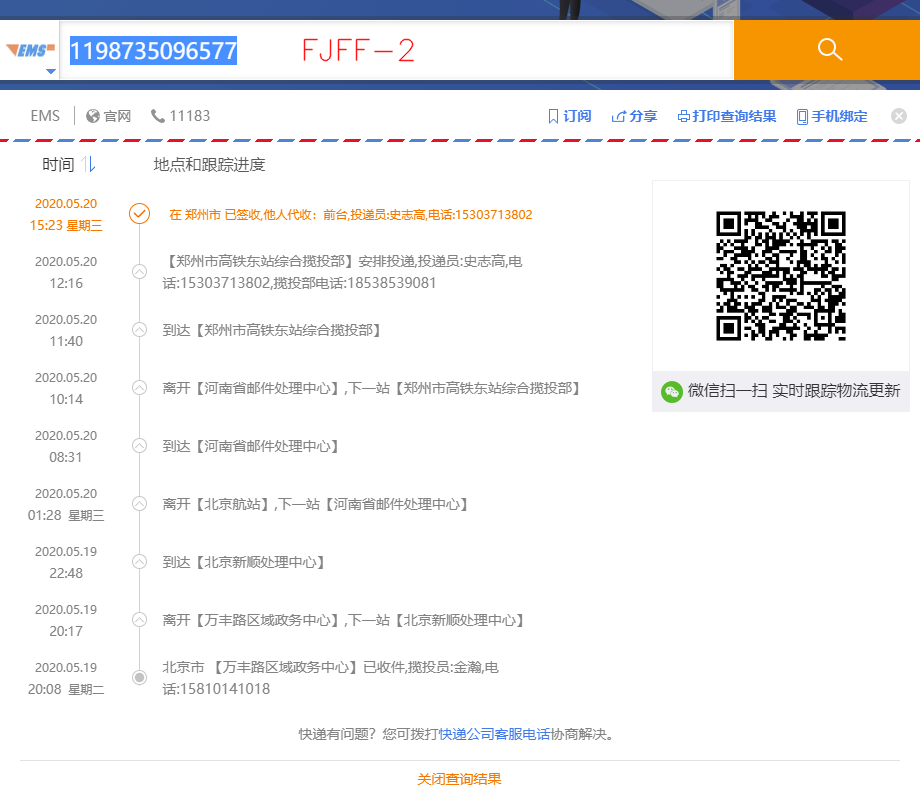 EMS 1198735096577 FJFF-2
EMS 官网 11183 订阅 分享 打印查询结果 手机绑定
时间 地点和跟踪进度
2020.05.20
15:23 星期三
在 郑州市 已签收,他人代收：前台,投递员:史志高,电话:15303713802
2020.05.20
12:16
【郑州市高铁东站综合揽投部】安排投递,投递员:史志高,电
话:15303713802,揽投部电话:18538539081
2020.05.20
11:40
到达【郑州市高铁东站综合揽投部】
2020.05.20
10:14
离开【河南省邮件处理中心】,下一站【郑州市高铁东站综合揽投部】
2020.05.20
08:31
到达【河南省邮件处理中心】
2020.05.20
01:28 星期三
离开【北京航站】,下一站【河南省邮件处理中心】
2020.05.19
22:48
到达【北京新顺处理中心】
2020.05.19
20:17
离开【万丰路区域政务中心】,下一站【北京新顺处理中心】
2020.05.19
20:08 星期二
北京市 【万丰路区域政务中心】已收件,揽投员:金瀚,电
话:15810141018
微信扫一扫 实时跟踪物流更新
快递有问题？您可拨打快递公司客服电话协商解决。
关闭查询结果